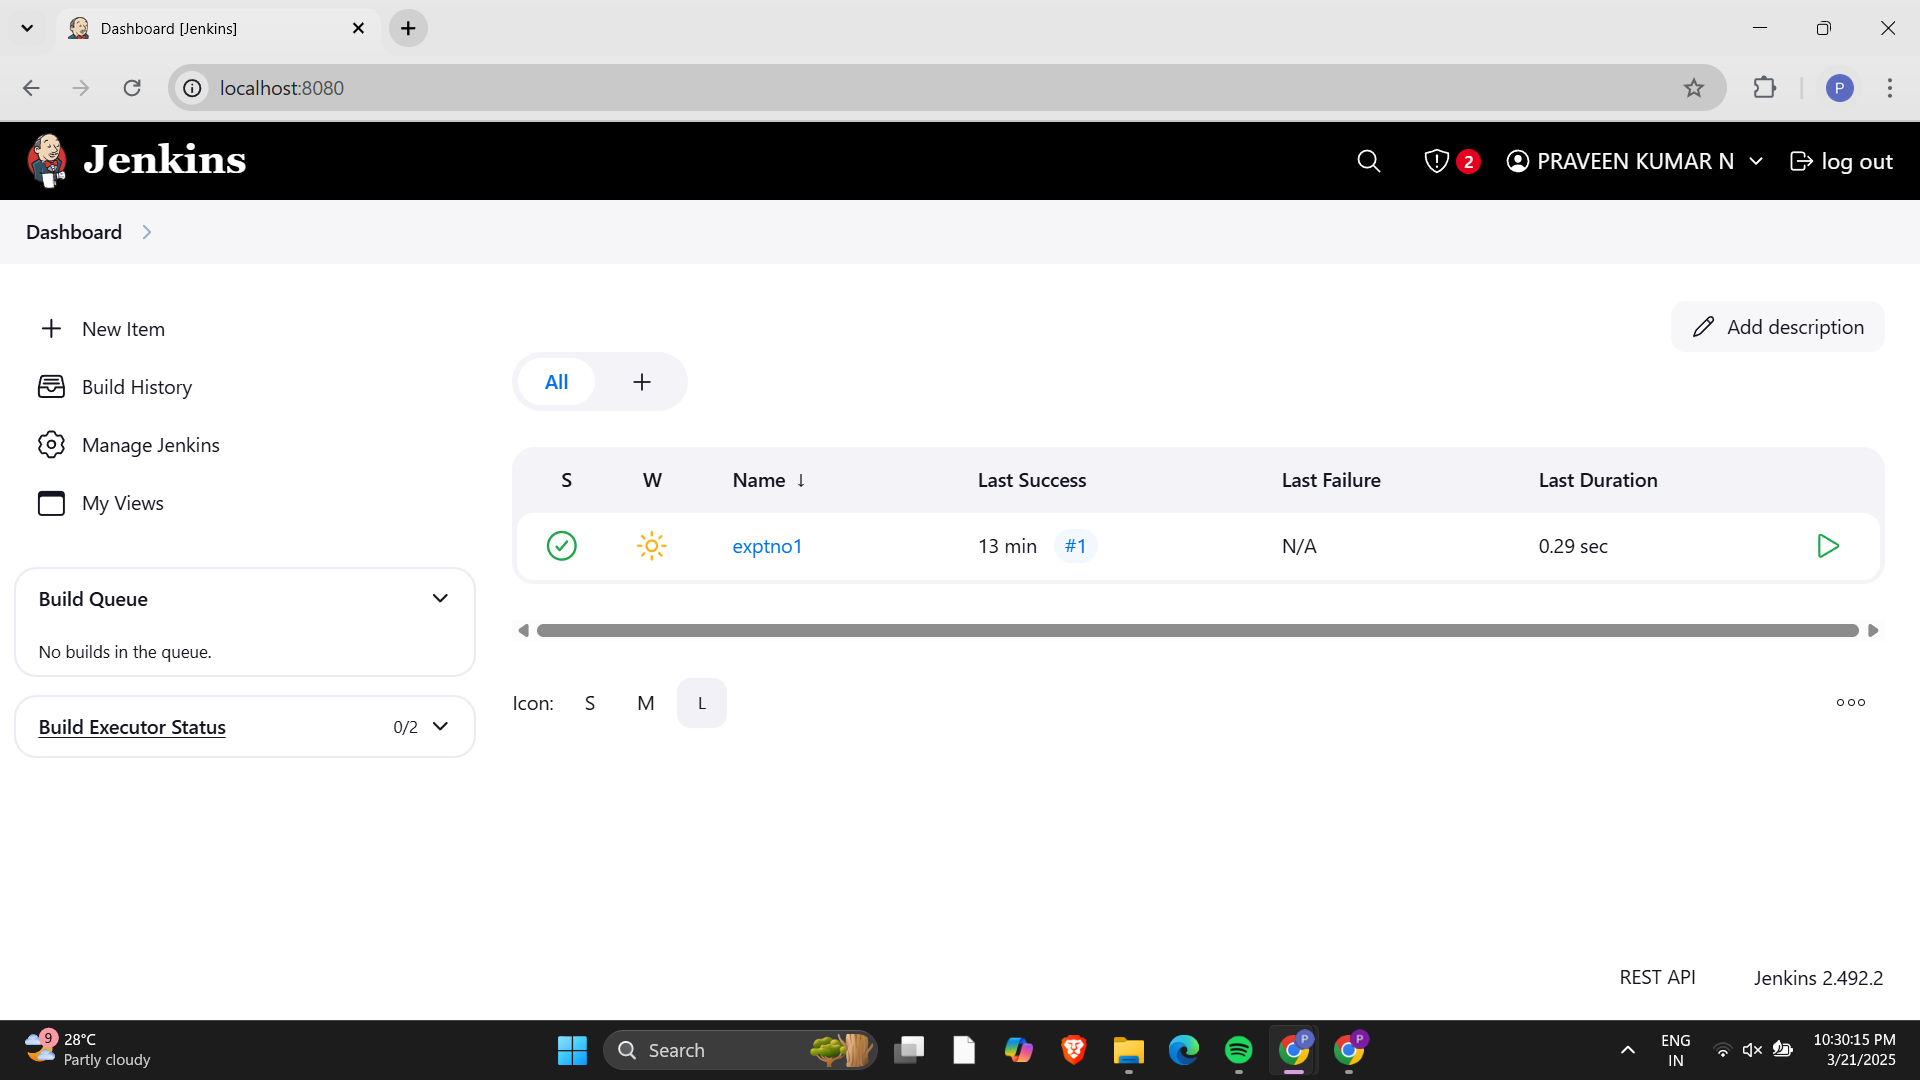 Dashboard [Jenkins]
localhost:8080
P
Jenkins
2
PRAVEEN KUMAR N
log out
Dashboard
New Item
Build History
Manage Jenkins
My Views
Add description
All
S W Name ↓ Last Success Last Failure Last Duration
exptno1 13 min #1 N/A 0.29 sec
Build Queue
No builds in the queue.
Build Executor Status 0/2
Icon: S M L
REST API Jenkins 2.492.2
9
28°C
Partly cloudy
Search
P
P
ENG
IN
10:30:15 PM
3/21/2025